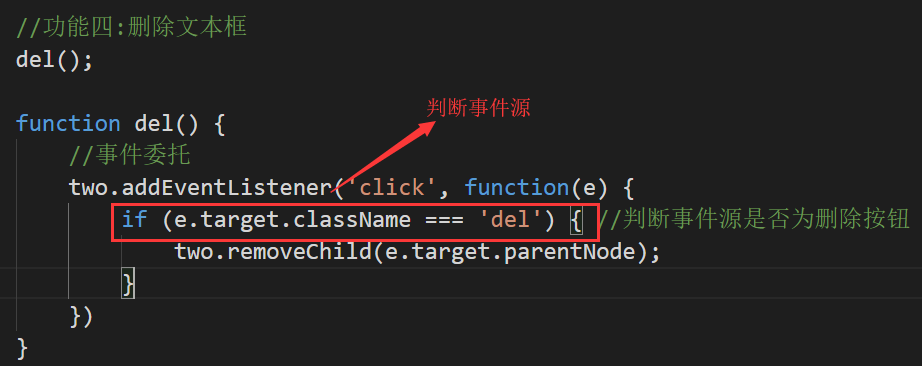 //功能四:删除文本框
del();
function del() {
判断事件源
//事件委托
two.addEventListener('click', function(e) {
if (e.target.className === 'del') { //判断事件源是否为删除按钮
two.removeChild(e.target.parentNode);
}
})
}